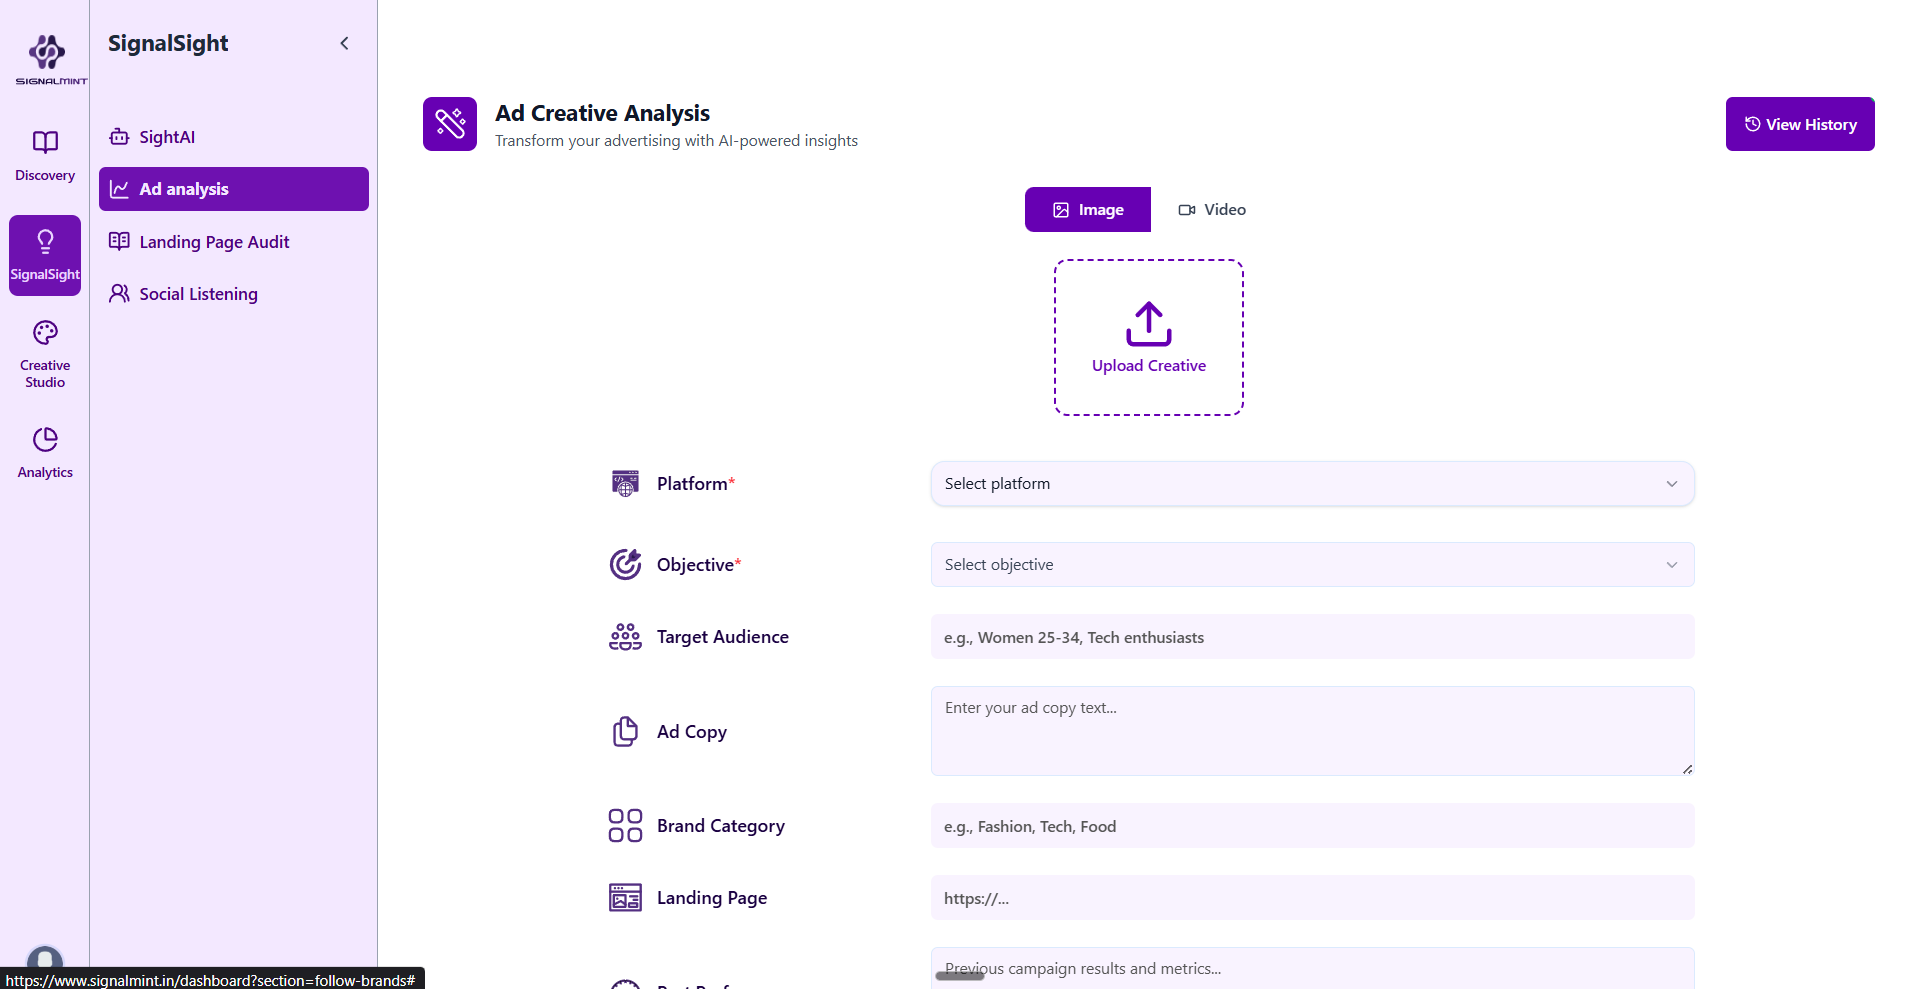 SIGNALMINT
Discovery
SignalSight
Creative
Studio
Analytics
SignalSight
SightAI
Ad analysis
Landing Page Audit
Social Listening
Ad Creative Analysis
Transform your advertising with AI-powered insights
View History
Image
Video
Upload Creative
Platform*
Select platform
Objective*
Select objective
Target Audience
e.g., Women 25-34, Tech enthusiasts
Ad Copy
Enter your ad copy text...
Brand Category
e.g., Fashion, Tech, Food
Landing Page
https://...
Previous campaign results and metrics...
https://www.signalmint.in/dashboard?section=follow-brands#